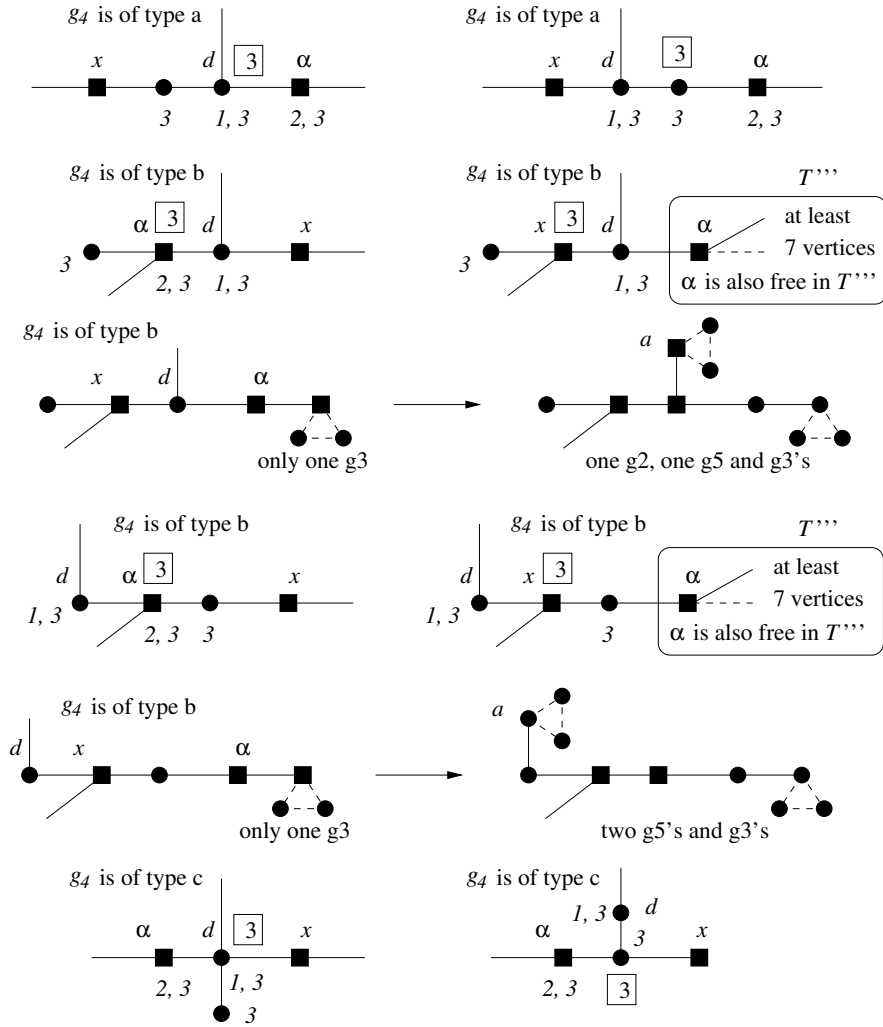 g4 is of type a
x
d
3
α
3
1, 3
2, 3
g4 is of type a
x
d
3
α
1, 3
3
2, 3
g4 is of type b
α
3
d
x
3
2, 3
1, 3
g4 is of type b
T’’’
x
3
d
α
at least
7 vertices
3
1, 3
α is also free in T’’’
g4 is of type b
x
d
α
only one g3
a
one g2, one g5 and g3's
g4 is of type b
d
α
3
x
1, 3
2, 3
3
g4 is of type b
T’’’
d
x
3
α
at least
7 vertices
1, 3
3
α is also free in T’’’
g4 is of type b
d
x
α
only one g3
a
two g5's and g3's
g4 is of type c
α
d
3
x
2, 3
1, 3
3
g4 is of type c
1, 3
d
α
3
x
2, 3
3